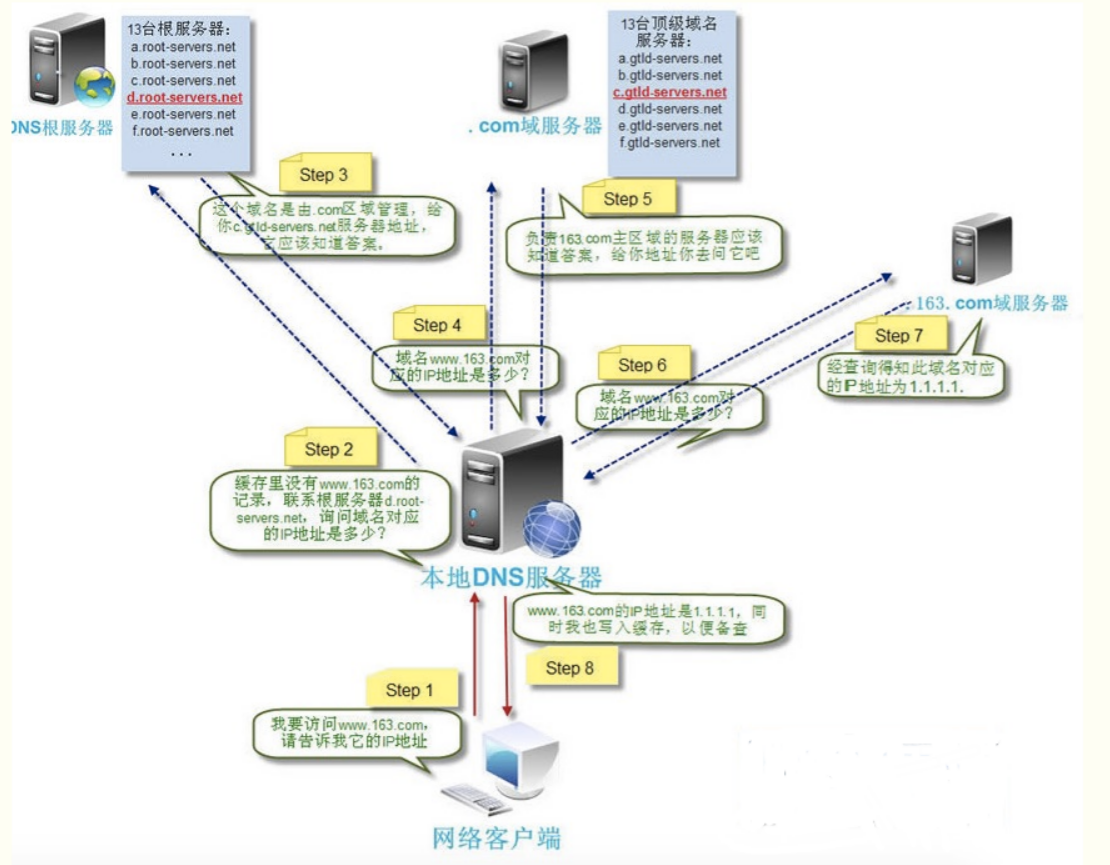 13台根服务器：
a.root-servers.net
b.root-servers.net
c.root-servers.net
d.root-servers.net
e.root-servers.net
f.root-servers.net
...
DNS根服务器
13台顶级域名
服务器：
a.gtld-servers.net
b.gtld-servers.net
c.gtld-servers.net
d.gtld-servers.net
e.gtld-servers.net
f.gtld-servers.net
.com域服务器
Step 3
这个域名是由.com区域管理，给
你c.gtld-servers.net服务器地址，
它应该知道答案。
Step 5
负责163.com主区域的服务器应该
知道答案，给你地址你去问它吧
.163.com域服务器
Step 4
域名www.163.com对
应的IP地址是多少？
Step 6
域名www.163.com对
应的IP地址是多少？
Step 7
经查询得知此域名对应
的IP地址为1.1.1.1.
Step 2
缓存里没有www.163.com的
记录，联系根服务器d.root-
servers.net，询问域名对应
的IP地址是多少？
本地DNS服务器
www.163.com的IP地址是1.1.1.1，同
时我也写入缓存，以便备查
Step 8
Step 1
我要访问www.163.com，
请告诉我它的IP地址
网络客户端